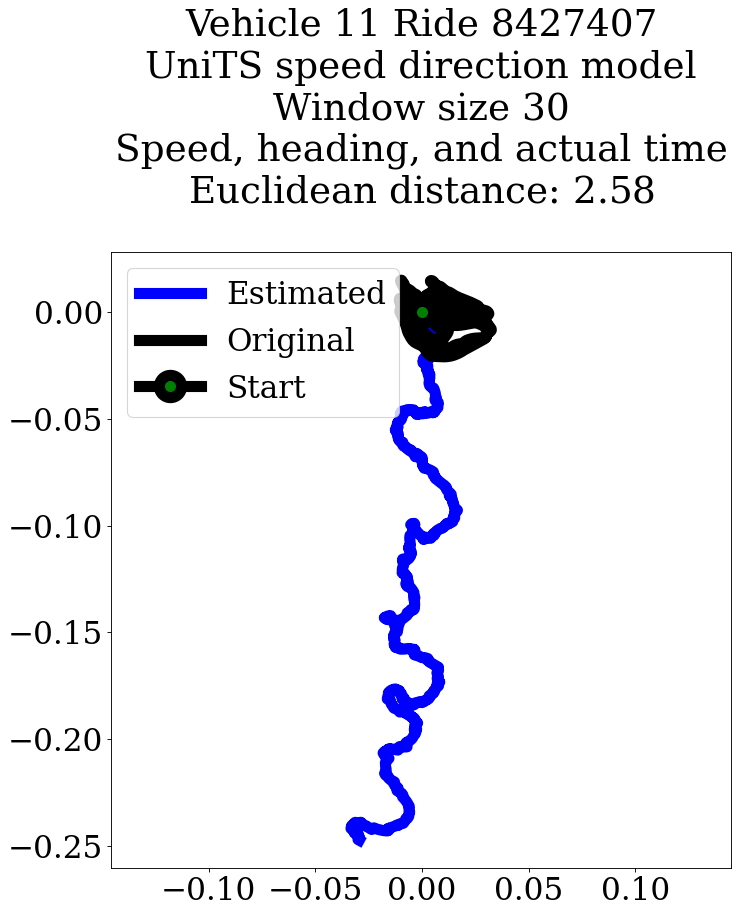 Vehicle 11 Ride 8427407
UniTS speed direction model
Window size 30
Speed, heading, and actual time
Euclidean distance: 2.58
Estimated
Original
Start
0.00
−0.05
−0.10
−0.15
−0.20
−0.25
−0.10 −0.05 0.00 0.05 0.10